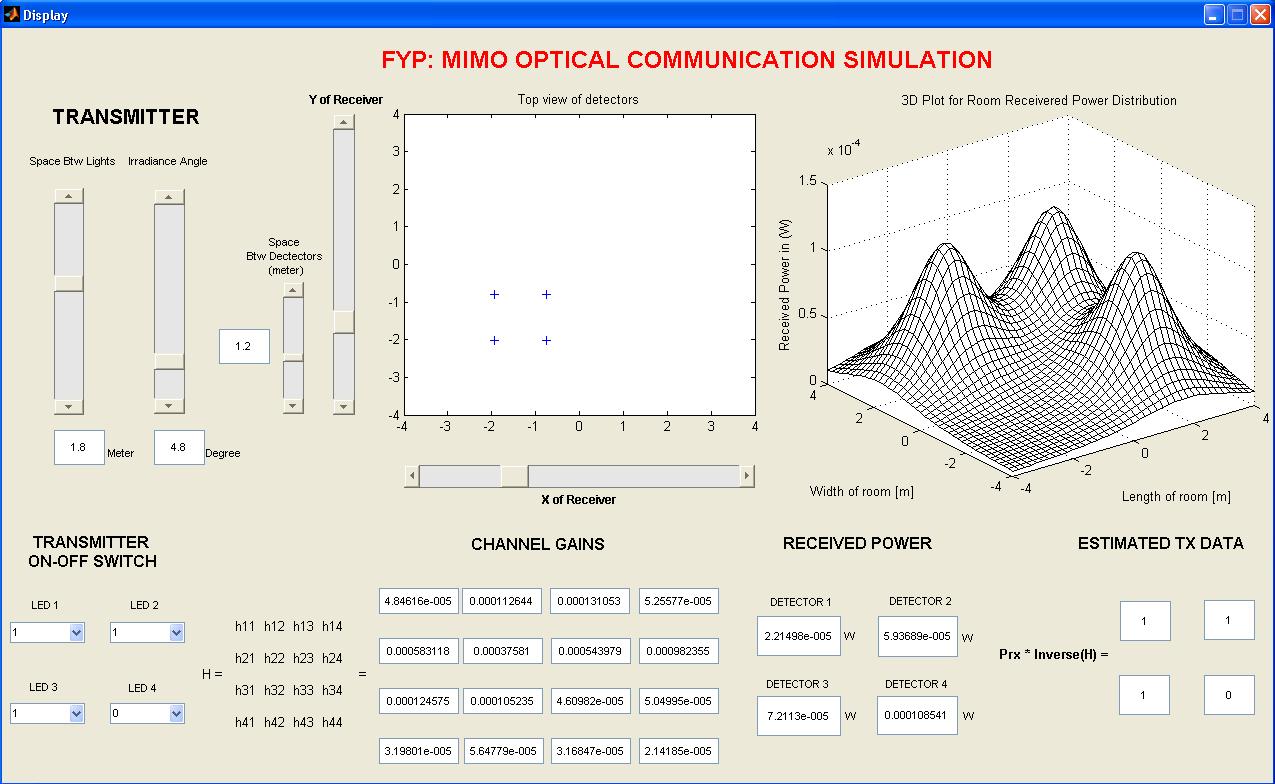 Display
FYP: MIMO OPTICAL COMMUNICATION SIMULATION
TRANSMITTER
Space Btw Lights Irradiance Angle
1.8 Meter
4.8 Degree
Space
Btw Dectectors
(meter)
1.2
Y of Receiver
Top view of detectors
4
3
2
1
0
-1
-2
-3
-4
-4 -3 -2 -1 0 1 2 3 4
X of Receiver
3D Plot for Room Receivered Power Distribution
x 10^-4
1.5
1
0.5
0
Received Power in (W)
4
2
0
-2
-4
Width of room [m]
-4
-2
0
2
4
Length of room [m]
TRANSMITTER
ON-OFF SWITCH
LED 1 LED 2
1 1
LED 3 LED 4
1 0
CHANNEL GAINS
H =
h11 h12 h13 h14
h21 h22 h23 h24
h31 h32 h33 h34
h41 h42 h43 h44
=
4.84616e-005 0.000112644 0.000131053 5.25577e-005
0.000583118 0.00037581 0.000543979 0.000982355
0.000124575 0.000105235 4.60982e-005 5.04995e-005
3.19801e-005 5.64779e-005 3.16847e-005 2.14185e-005
RECEIVED POWER
DETECTOR 1 DETECTOR 2
2.21498e-005 W 5.93689e-005 W
DETECTOR 3 DETECTOR 4
7.2113e-005 W 0.000108541 W
ESTIMATED TX DATA
Prx * Inverse(H) =
1 1
1 0